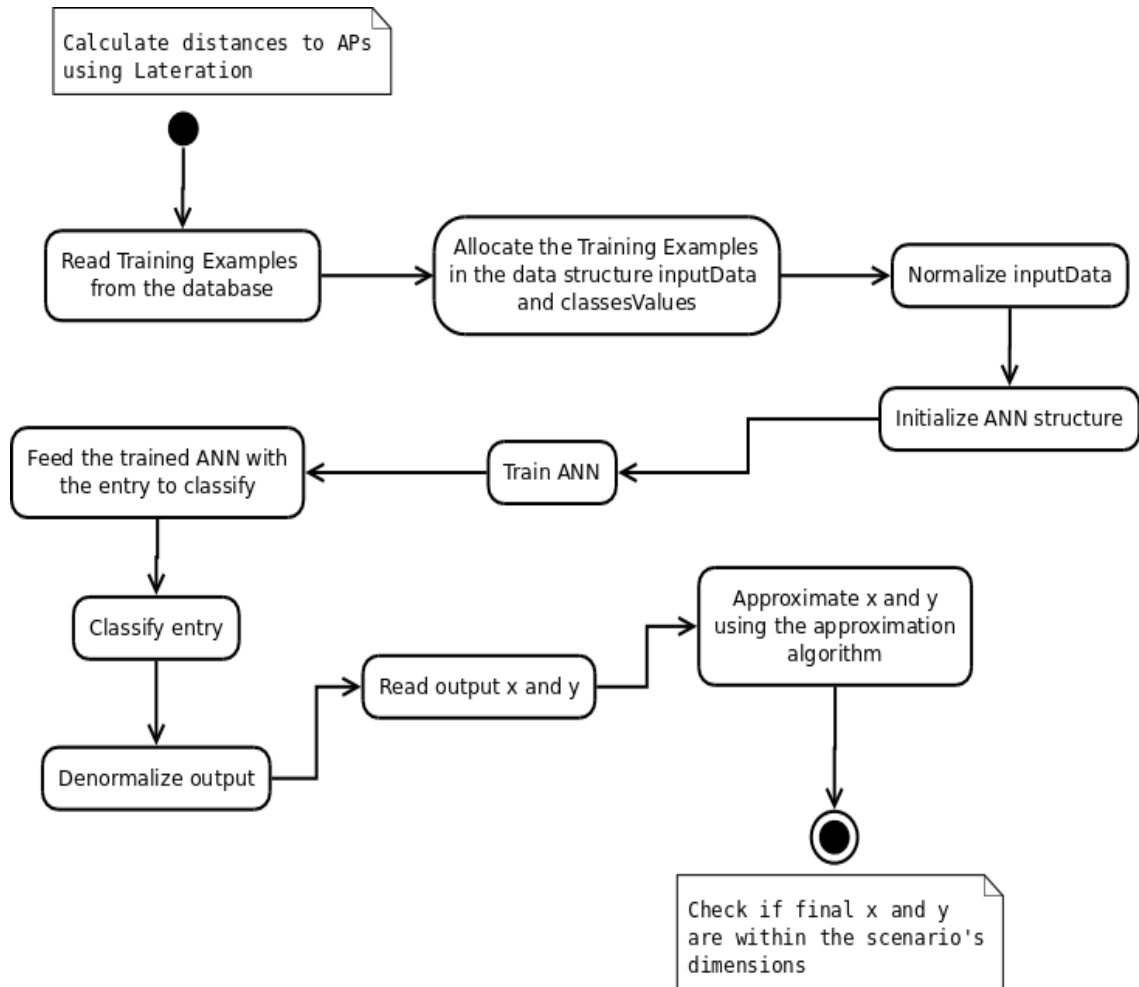 Calculate distances to APs
using Lateration
Read Training Examples
from the database
Allocate the Training Examples
in the data structure inputData
and classesValues
Normalize inputData
Initialize ANN structure
Train ANN
Feed the trained ANN with
the entry to classify
Classify entry
Denormalize output
Read output x and y
Approximate x and y
using the approximation
algorithm
Check if final x and y
are within the scenario's
dimensions